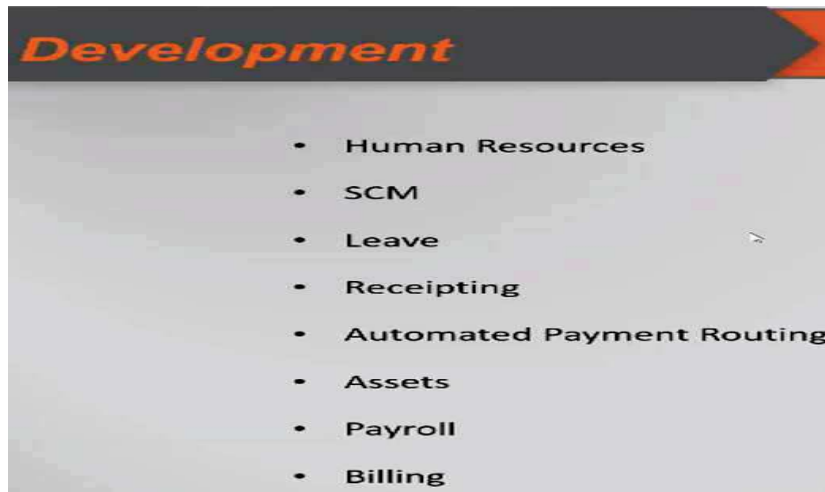 Development
• Human Resources
• SCM
• Leave
• Receipting
• Automated Payment Routing
• Assets
• Payroll
• Billing